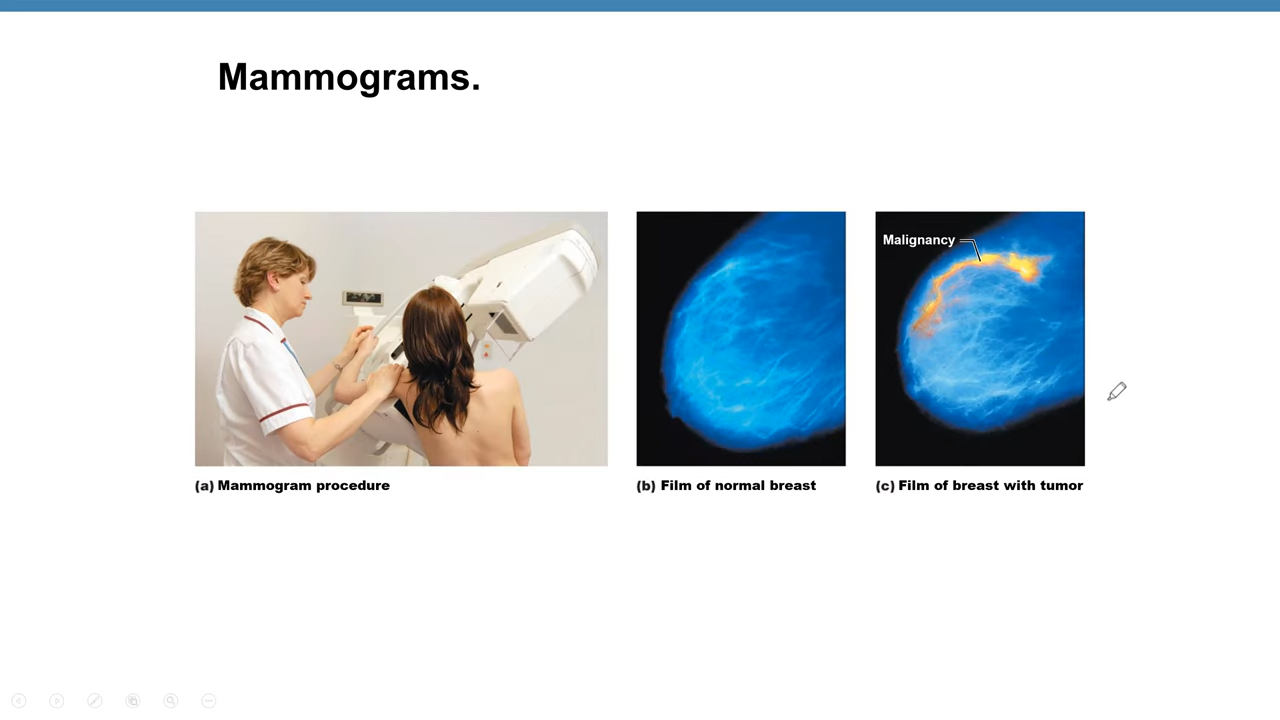 Mammograms.
Malignancy
(a) Mammogram procedure
(b) Film of normal breast
(c) Film of breast with tumor